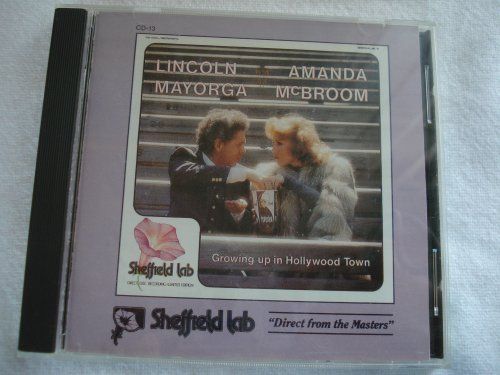 CD-13
LINCOLN AMANDA
MAYORGA McBROOM
Growing up in Hollywood Town
Sheffield Lab
Sheffield Lab "Direct from the Masters"